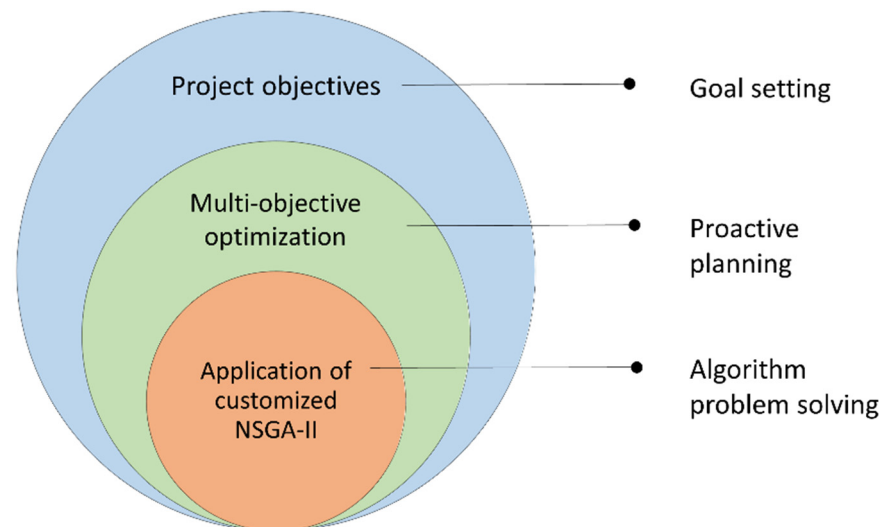 Project objectives
Goal setting
Multi-objective
optimization
Proactive
planning
Application of
customized
NSGA-II
Algorithm
problem solving